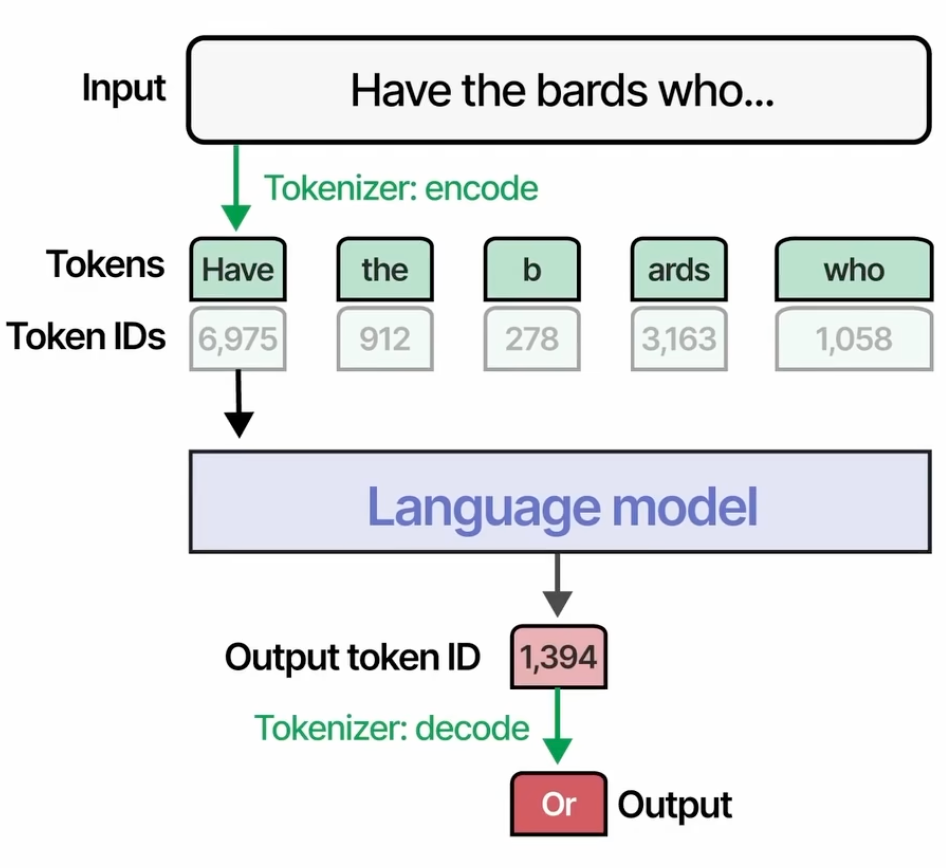 Input
Have the bards who...
Tokenizer: encode
Tokens Have the b ards who
Token IDs 6,975 912 278 3,163 1,058
Language model
Output token ID 1,394
Tokenizer: decode
Or Output